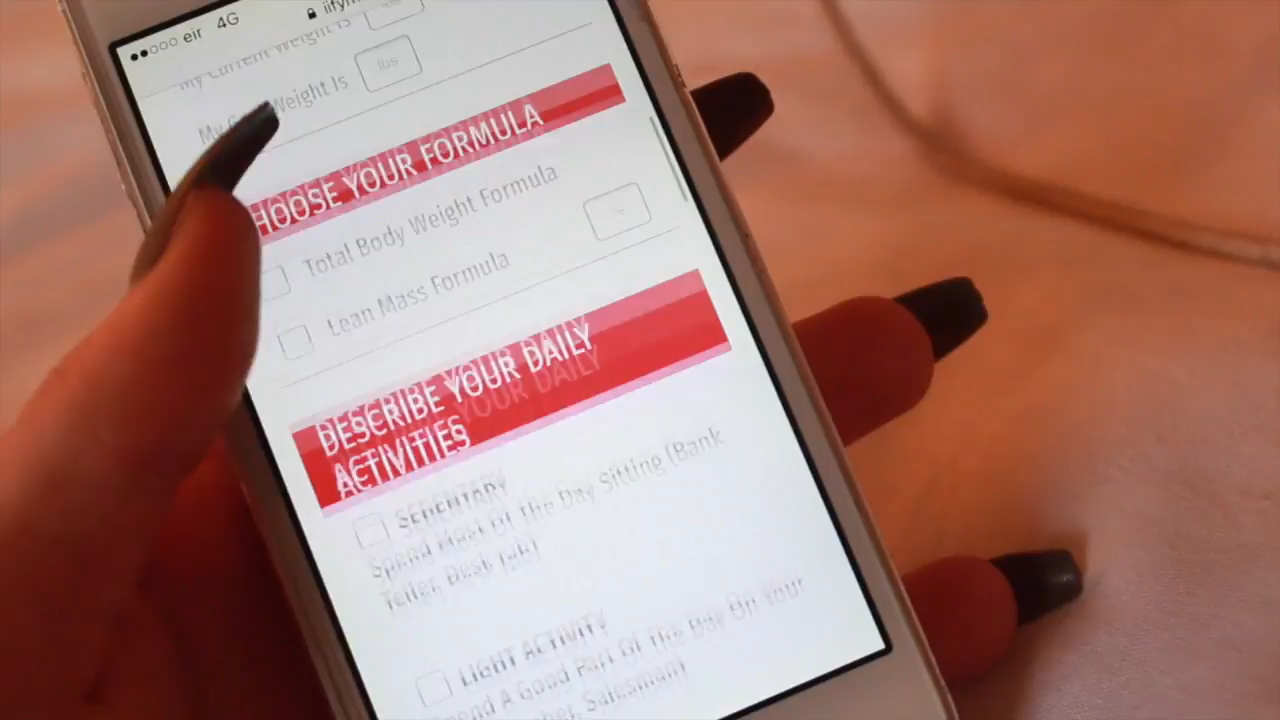 eir 4G
My Current Weight Is
My Weight Is lbs
CHOOSE YOUR FORMULA
Total Body Weight Formula
Lean Mass Formula
DESCRIBE YOUR DAILY
ACTIVITIES
SEDENTARY
Spend Most Of the Day Sitting (Bank
Teller, Desk Job)
LIGHT ACTIVITY
Spend A Good Part Of the Day On Your
Salesman)